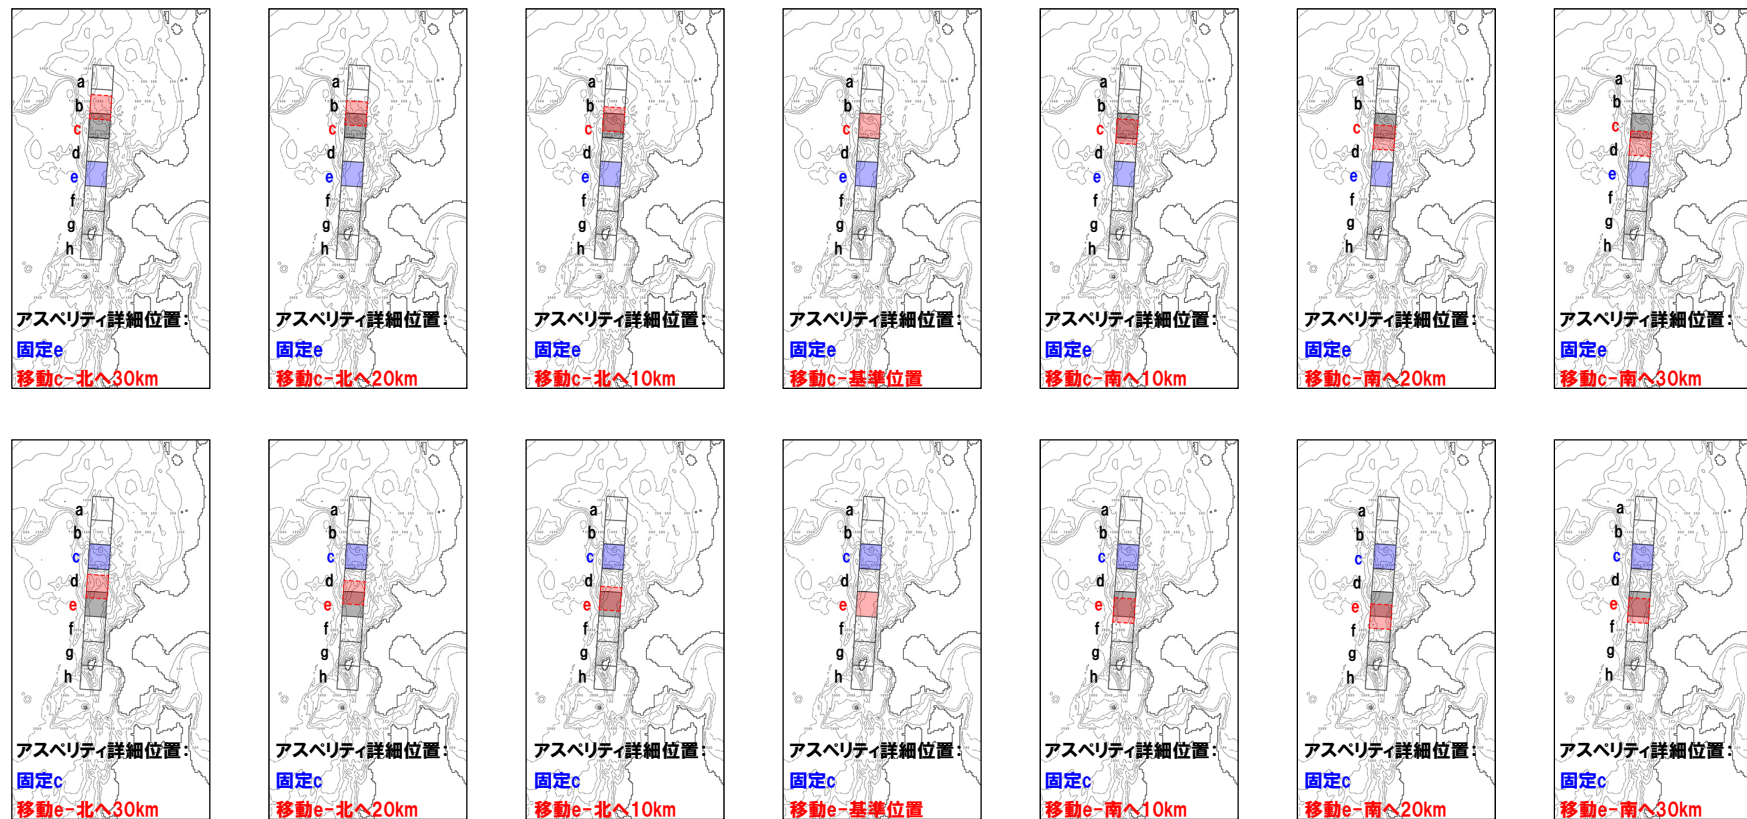 a
b
c
d
e
f
g
h
アスペリティ詳細位置:
固定e
移動c-北へ30km
a
b
c
d
e
f
g
h
アスペリティ詳細位置:
固定e
移動c-北へ20km
a
b
c
d
e
f
g
h
アスペリティ詳細位置:
固定e
移動c-北へ10km
a
b
c
d
e
f
g
h
アスペリティ詳細位置:
固定e
移動c-基準位置
a
b
c
d
e
f
g
h
アスペリティ詳細位置:
固定e
移動c-南へ10km
a
b
c
d
e
f
g
h
アスペリティ詳細位置:
固定e
移動c-南へ20km
a
b
c
d
e
f
g
h
アスペリティ詳細位置:
固定e
移動c-南へ30km
a
b
c
d
e
f
g
h
アスペリティ詳細位置:
固定c
移動e-北へ30km
a
b
c
d
e
f
g
h
アスペリティ詳細位置:
固定c
移動e-北へ20km
a
b
c
d
e
f
g
h
アスペリティ詳細位置:
固定c
移動e-北へ10km
a
b
c
d
e
f
g
h
アスペリティ詳細位置:
固定c
移動e-基準位置
a
b
c
d
e
f
g
h
アスペリティ詳細位置:
固定c
移動e-南へ10km
a
b
c
d
e
f
g
h
アスペリティ詳細位置:
固定c
移動e-南へ20km
a
b
c
d
e
f
g
h
アスペリティ詳細位置:
固定c
移動e-南へ30km